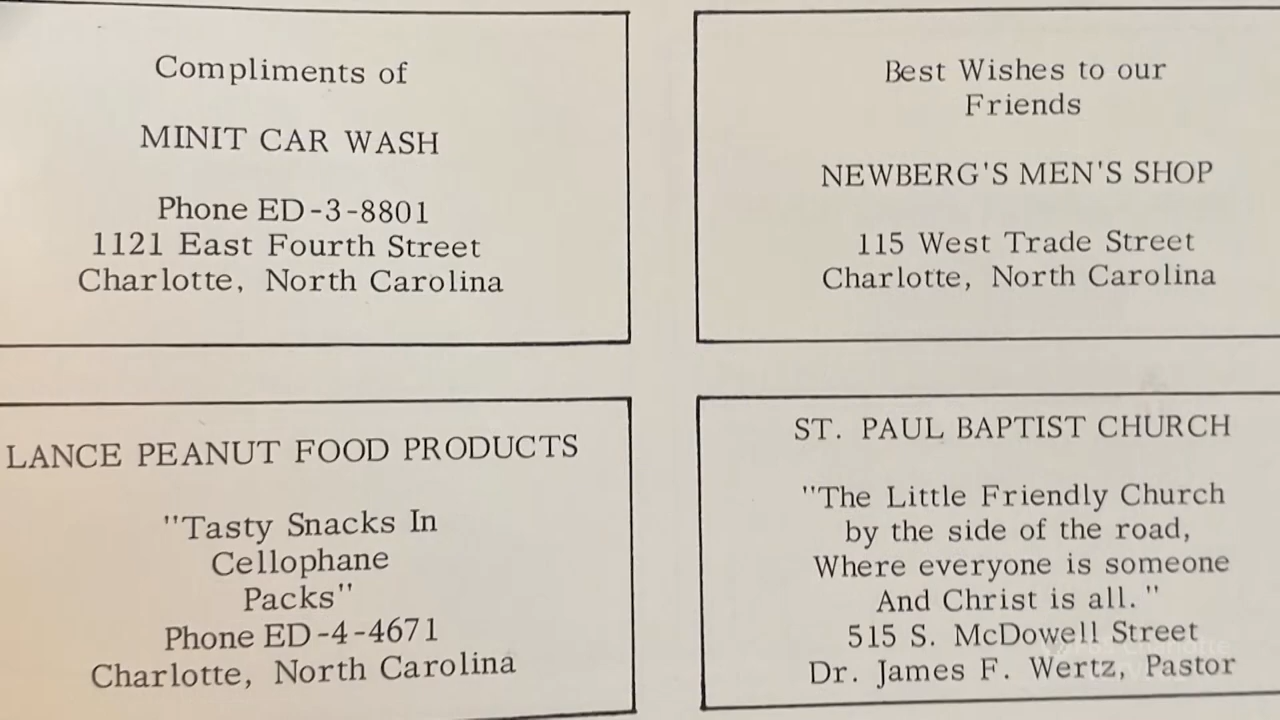 Compliments of
MINIT CAR WASH
Phone ED-3-8801
1121 East Fourth Street
Charlotte, North Carolina
Best Wishes to our
Friends
NEWBERG'S MEN'S SHOP
115 West Trade Street
Charlotte, North Carolina
LANCE PEANUT FOOD PRODUCTS
"Tasty Snacks In
Cellophane
Packs"
Phone ED-4-4671
Charlotte, North Carolina
ST. PAUL BAPTIST CHURCH
"The Little Friendly Church
by the side of the road,
Where everyone is someone
And Christ is all."
515 S. McDowell Street
Dr. James F. Wertz, Pastor